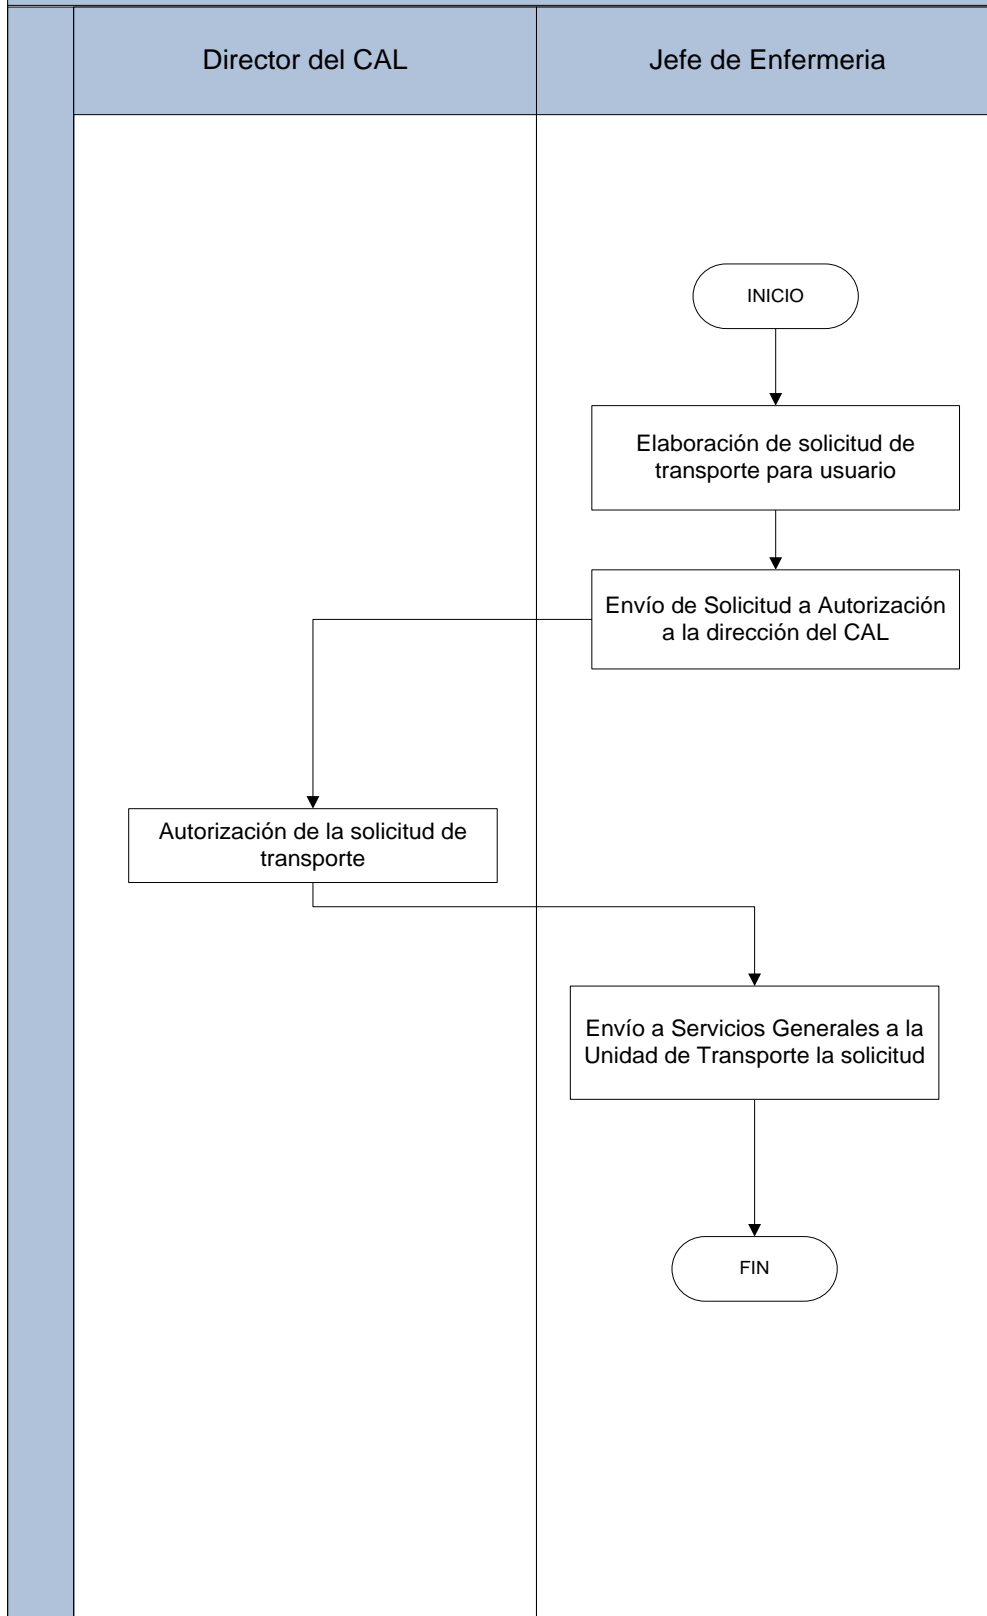 Director del CAL
Jefe de Enfermeria
INICIO
Elaboración de solicitud de
transporte para usuario
Envío de Solicitud a Autorización
a la dirección del CAL
Autorización de la solicitud de
transporte
Envío a Servicios Generales a la
Unidad de Transporte la solicitud
FIN